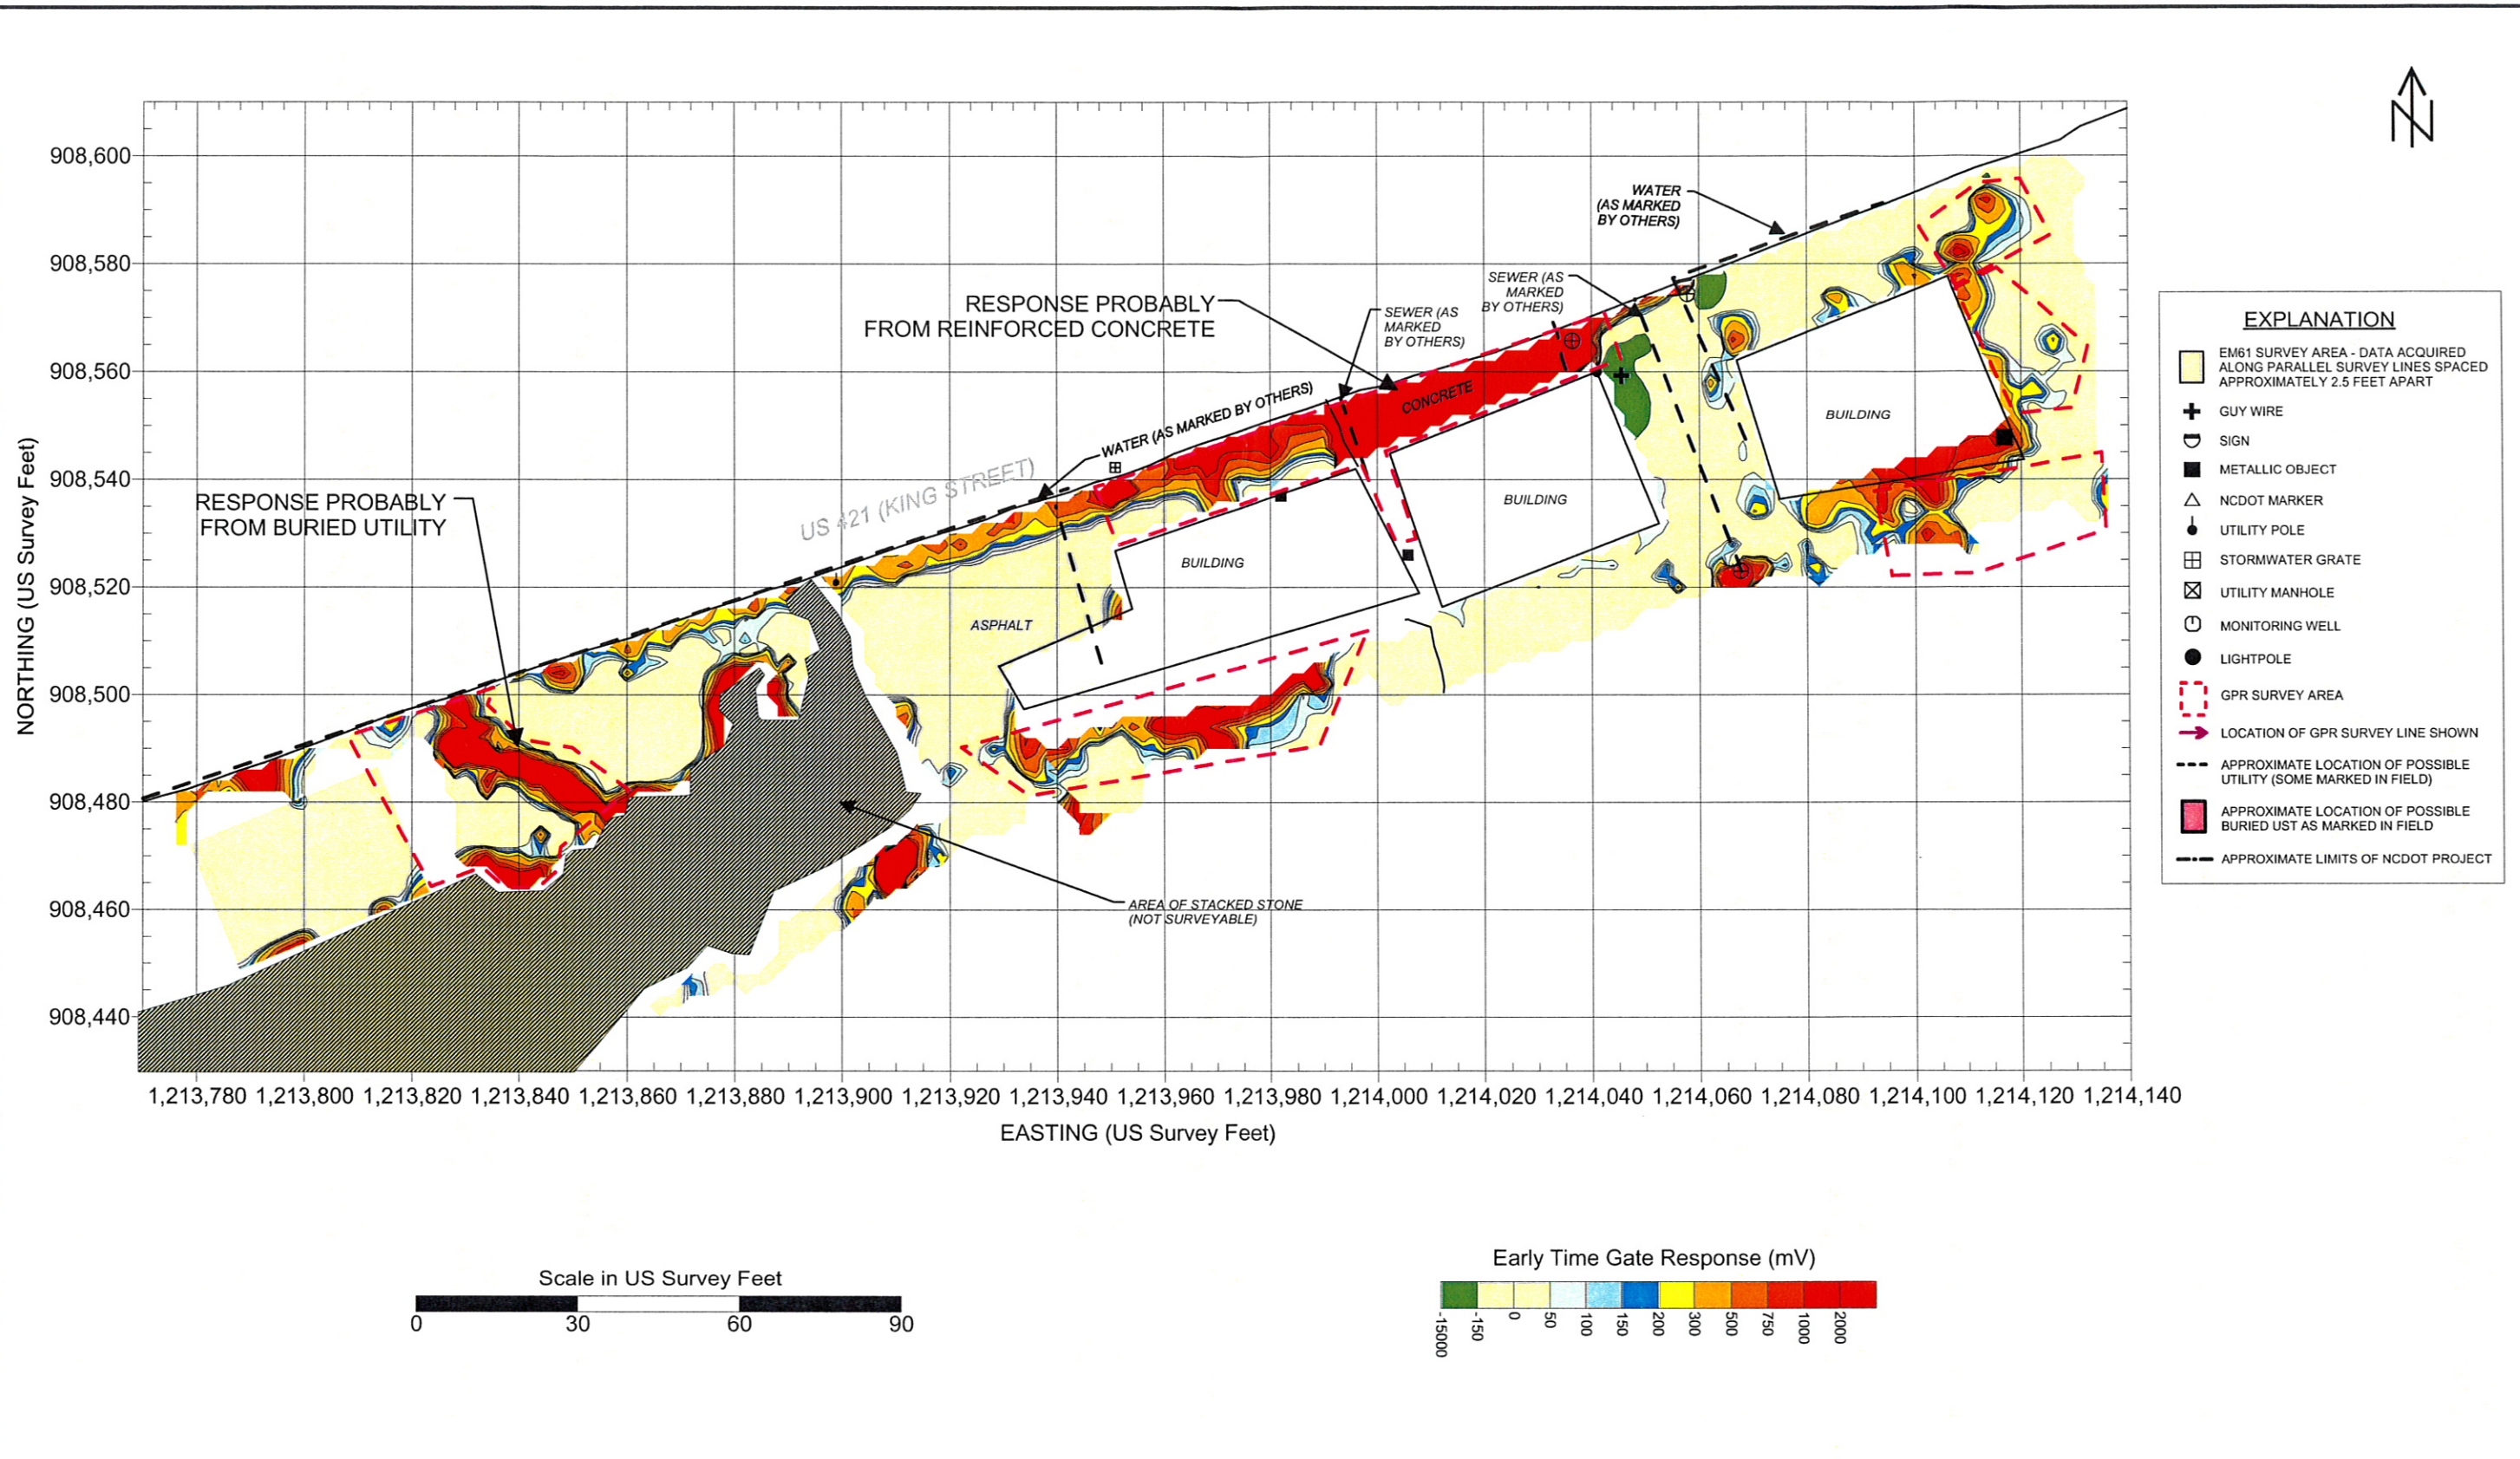 N
908,600
908,580
908,560
908,540
908,520
908,500
908,480
908,460
908,440
NORTHING (US Survey Feet)
1,213,780 1,213,800 1,213,820 1,213,840 1,213,860 1,213,880 1,213,900 1,213,920 1,213,940 1,213,960 1,213,980 1,214,000 1,214,020 1,214,040 1,214,060 1,214,080 1,214,100 1,214,120 1,214,140
EASTING (US Survey Feet)
WATER
(AS MARKED
BY OTHERS)
SEWER (AS
MARKED
BY OTHERS)
RESPONSE PROBABLY
FROM REINFORCED CONCRETE
SEWER (AS
MARKED
BY OTHERS)
WATER (AS MARKED BY OTHERS)
CONCRETE
US 421 (KING STREET)
RESPONSE PROBABLY
FROM BURIED UTILITY
BUILDING
BUILDING
BUILDING
ASPHALT
AREA OF STACKED STONE
(NOT SURVEYABLE)
EXPLANATION
EM61 SURVEY AREA - DATA ACQUIRED
ALONG PARALLEL SURVEY LINES SPACED
APPROXIMATELY 2.5 FEET APART
GUY WIRE
SIGN
METALLIC OBJECT
NCDOT MARKER
UTILITY POLE
STORMWATER GRATE
UTILITY MANHOLE
MONITORING WELL
LIGHTPOLE
GPR SURVEY AREA
LOCATION OF GPR SURVEY LINE SHOWN
APPROXIMATE LOCATION OF POSSIBLE
UTILITY (SOME MARKED IN FIELD)
APPROXIMATE LOCATION OF POSSIBLE
BURIED UST AS MARKED IN FIELD
APPROXIMATE LIMITS OF NCDOT PROJECT
Scale in US Survey Feet
0 30 60 90
Early Time Gate Response (mV)
-15000 -150 0 50 100 150 200 300 500 750 1000 2000